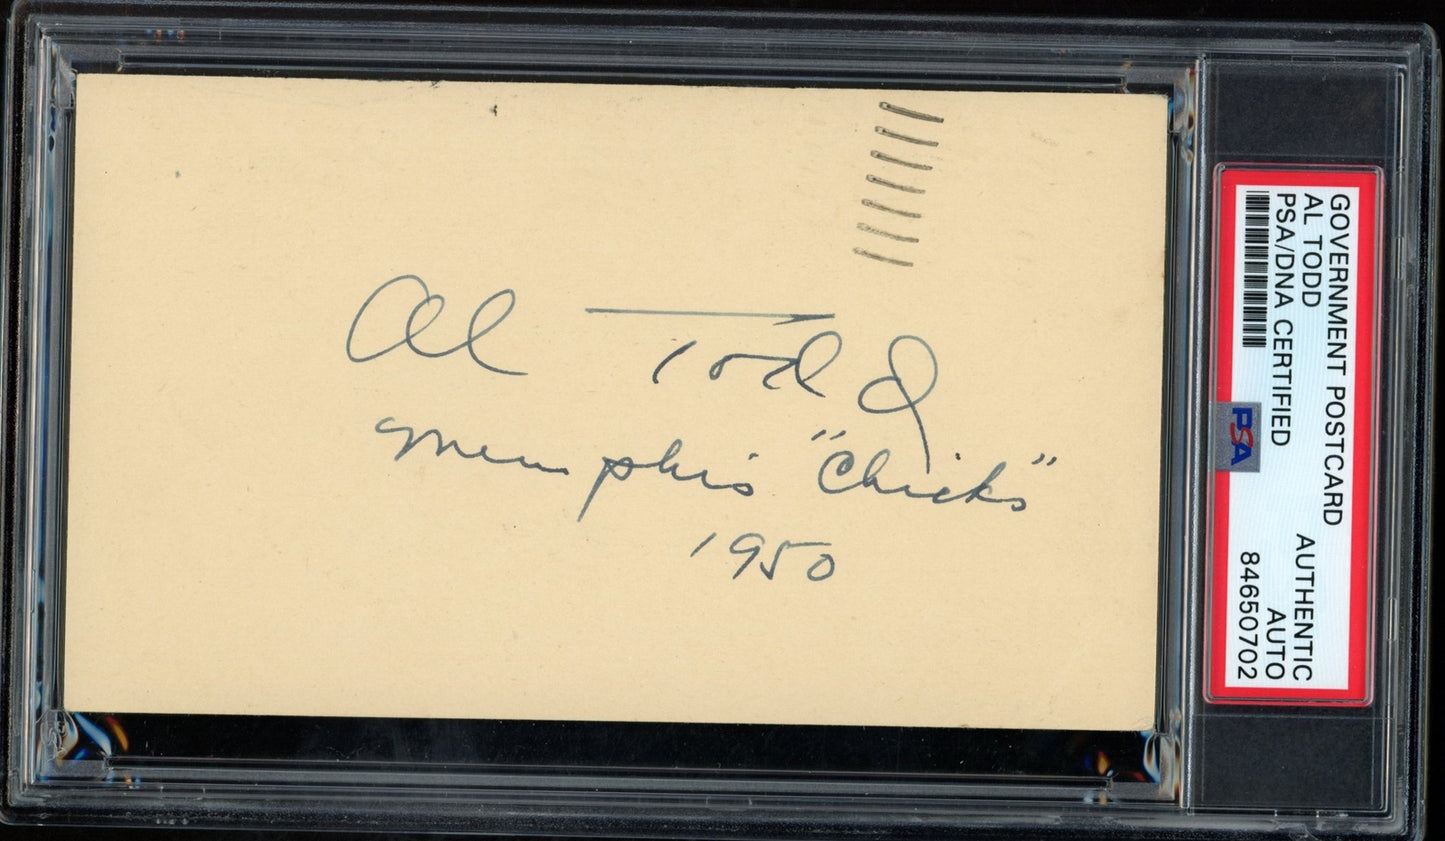 Al Todd
Memphis "Chicks"
1950
GOVERNMENT POSTCARD
AL TODD
PSA/DNA CERTIFIED
AUTHENTIC
AUTO
84650702
PSA